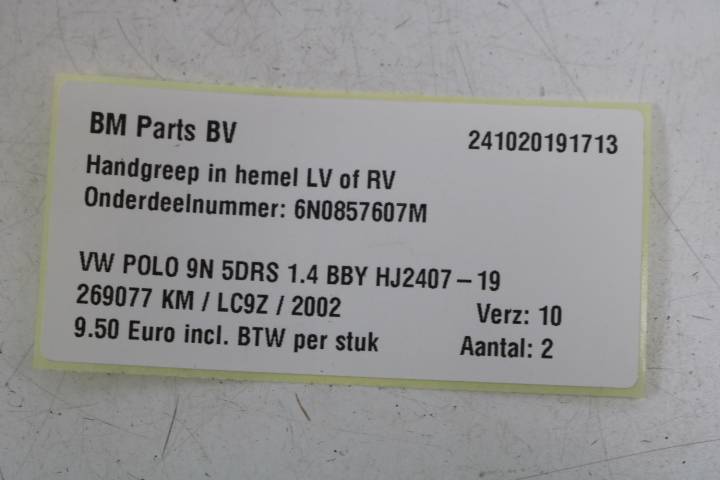 BM Parts BV 241020191713
Handgreep in hemel LV of RV
Onderdeelnummer: 6N0857607M
VW POLO 9N 5DRS 1.4 BBY HJ2407-19
269077 KM / LC9Z / 2002 Verz: 10
9.50 Euro incl. BTW per stuk Aantal: 2